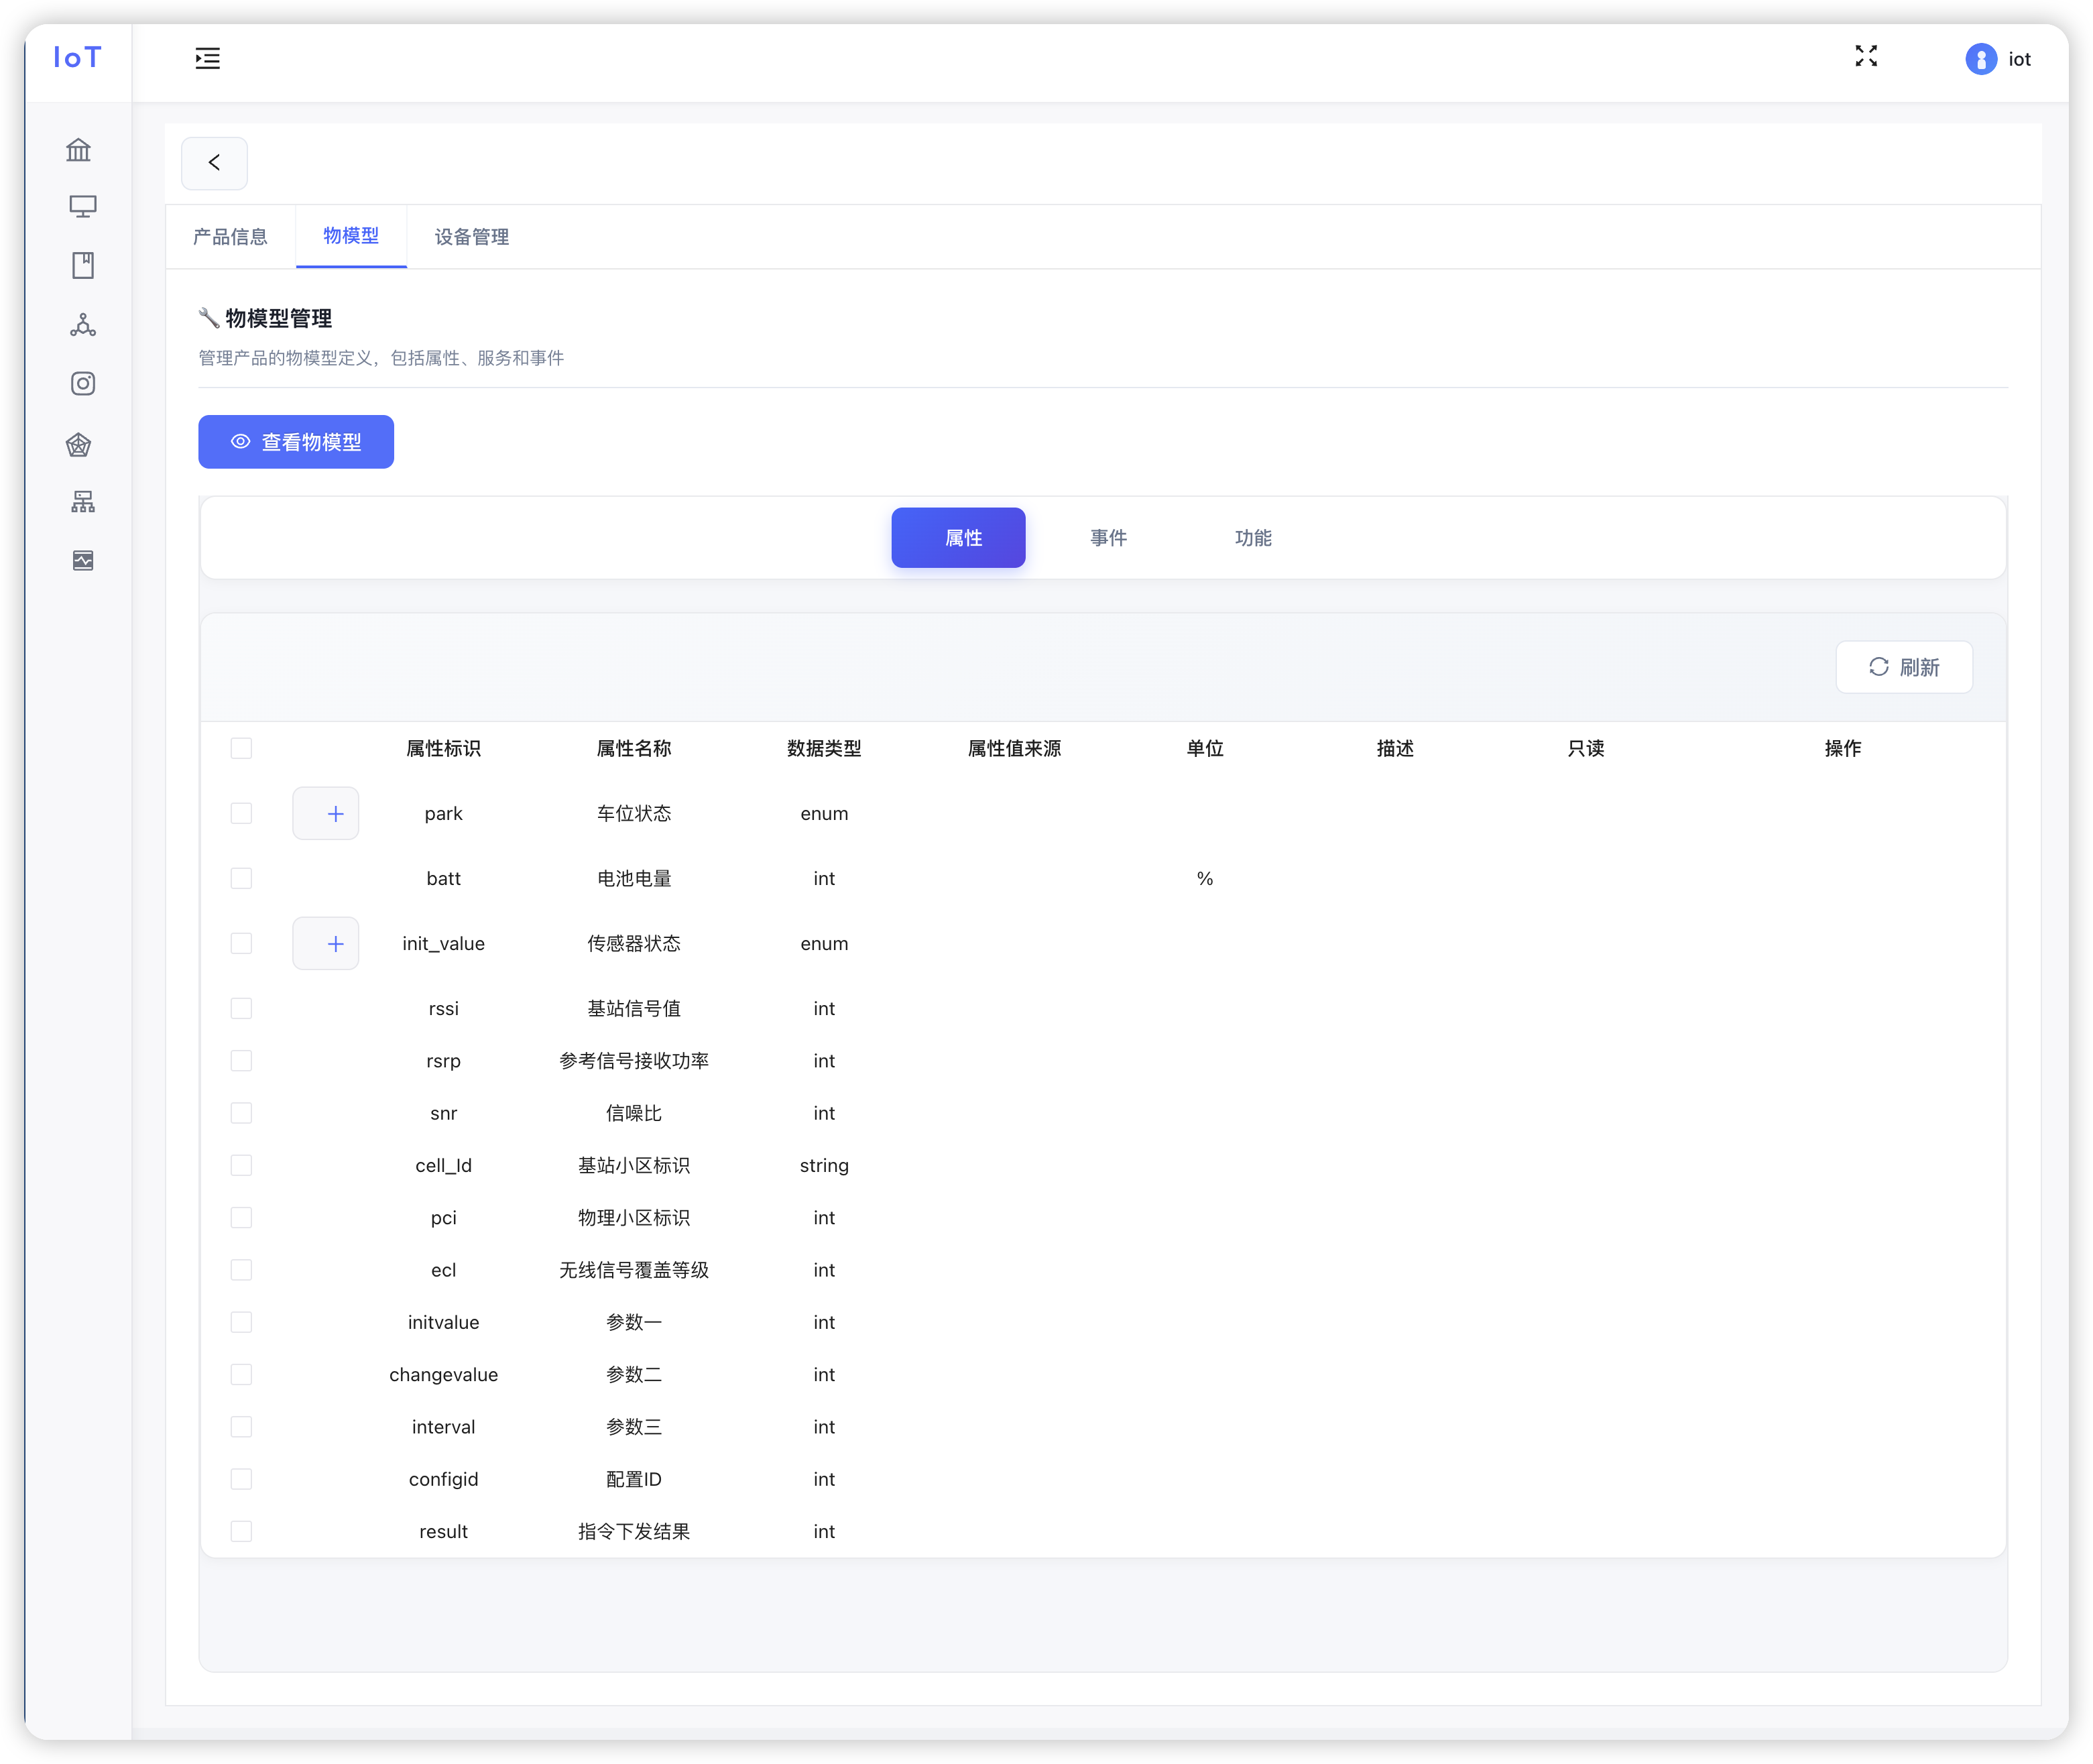 IoT
iot
产品信息 物模型 设备管理
🔧 物模型管理
管理产品的物模型定义，包括属性、服务和事件
查看物模型
属性 事件 功能
刷新
属性标识 属性名称 数据类型 属性值来源 单位 描述 只读 操作
park 车位状态 enum
batt 电池电量 int %
init_value 传感器状态 enum
rssi 基站信号值 int
rsrp 参考信号接收功率 int
snr 信噪比 int
cell_Id 基站小区标识 string
pci 物理小区标识 int
ecl 无线信号覆盖等级 int
initvalue 参数一 int
changevalue 参数二 int
interval 参数三 int
configid 配置ID int
result 指令下发结果 int